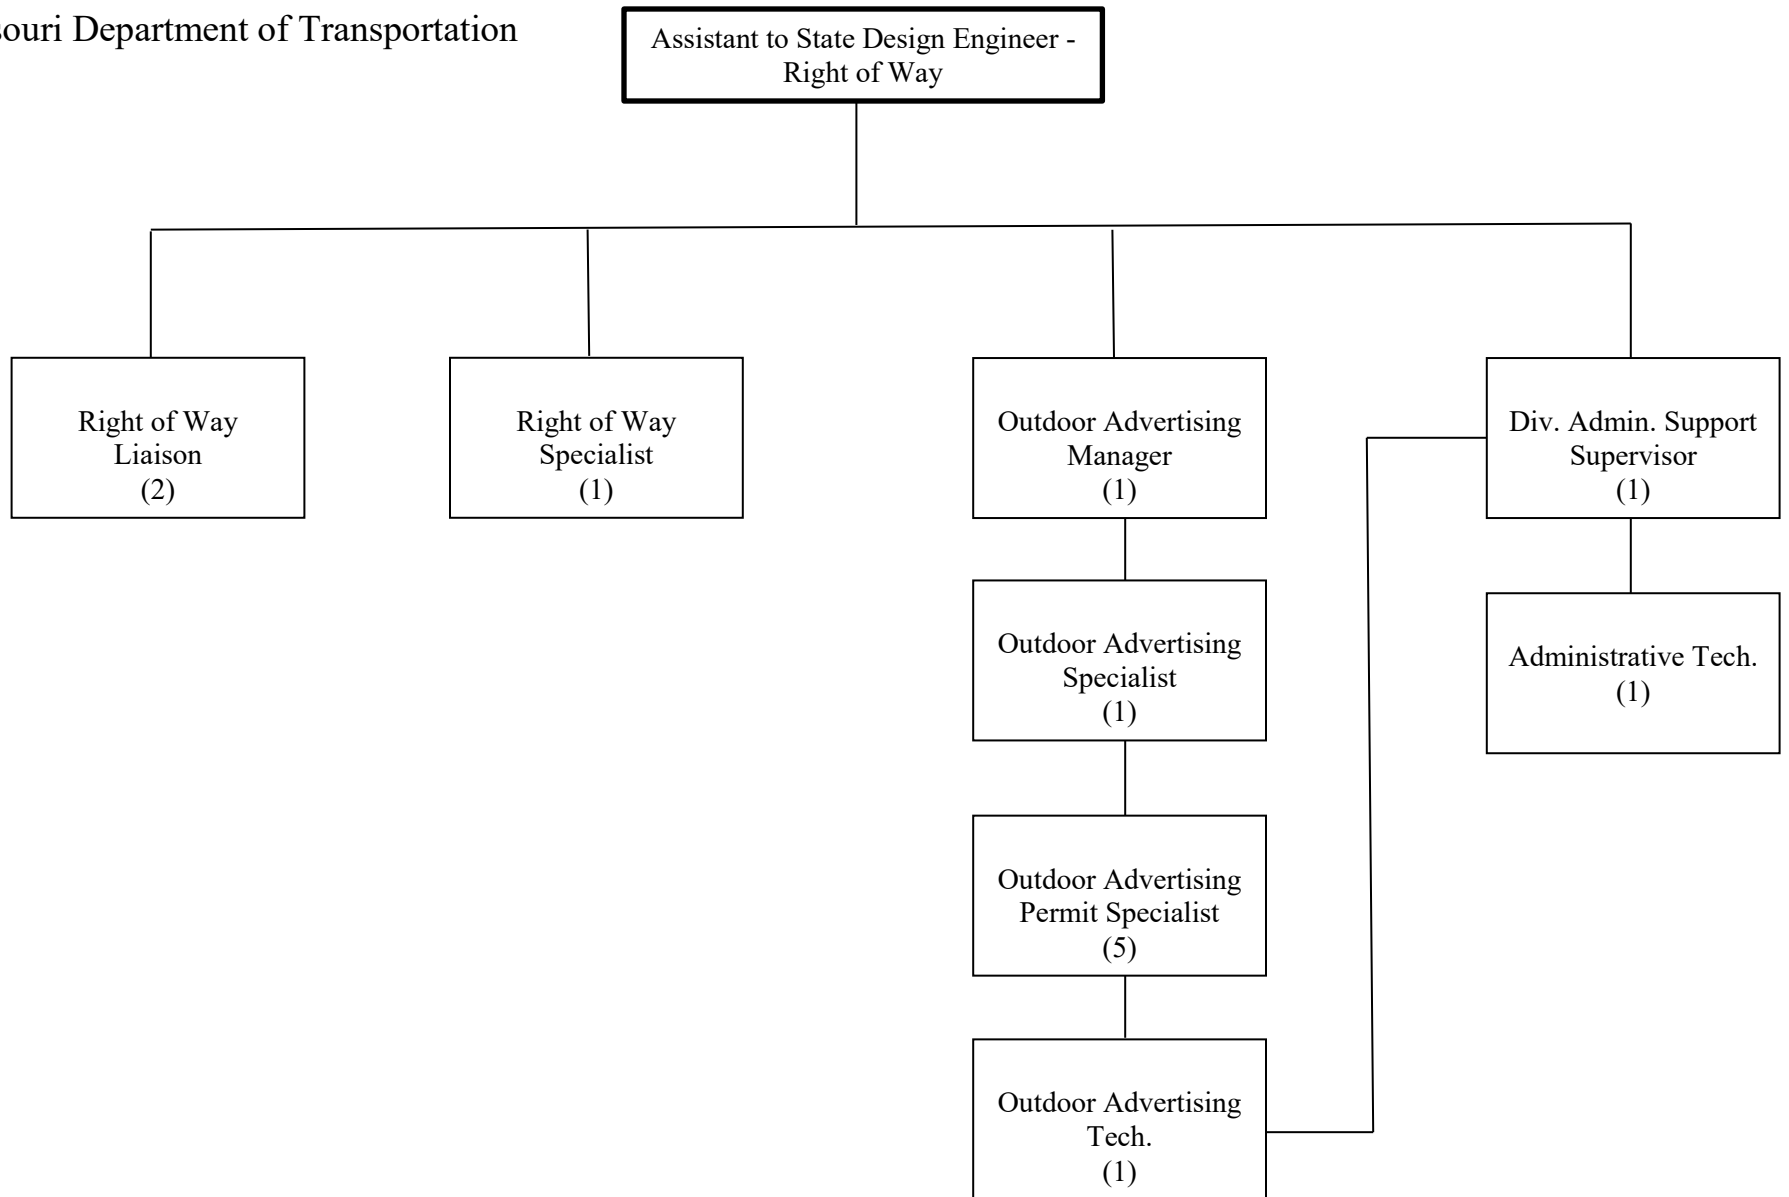 souri Department of Transportation
Assistant to State Design Engineer -
Right of Way
Right of Way
Liaison
(2)
Right of Way
Specialist
(1)
Outdoor Advertising
Manager
(1)
Div. Admin. Support
Supervisor
(1)
Outdoor Advertising
Specialist
(1)
Administrative Tech.
(1)
Outdoor Advertising
Permit Specialist
(5)
Outdoor Advertising
Tech.
(1)